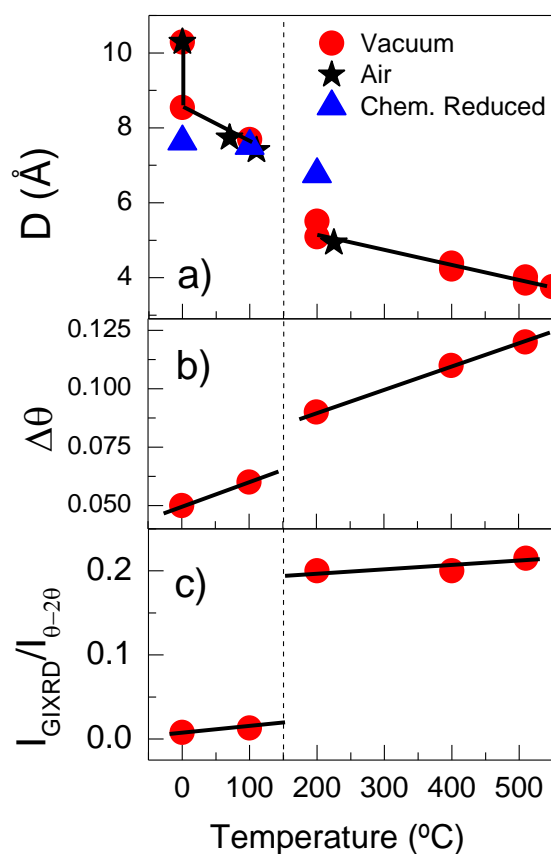 10
8
6
4
D (Å)
Vacuum
Air
Chem. Reduced
a)
0.125
0.100
0.075
0.050
Δθ
b)
0.2
0.1
0.0
I_GIXRD/I_θ−2θ
c)
0 100 200 300 400 500
Temperature (ºC)